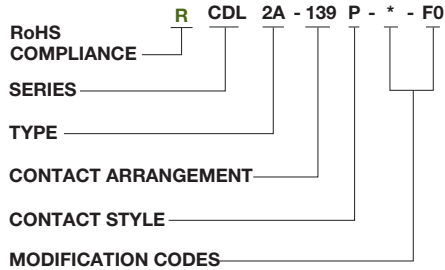 R CDL 2A - 139 P - * - F0
RoHS
COMPLIANCE
SERIES
TYPE
CONTACT ARRANGEMENT
CONTACT STYLE
MODIFICATION CODES